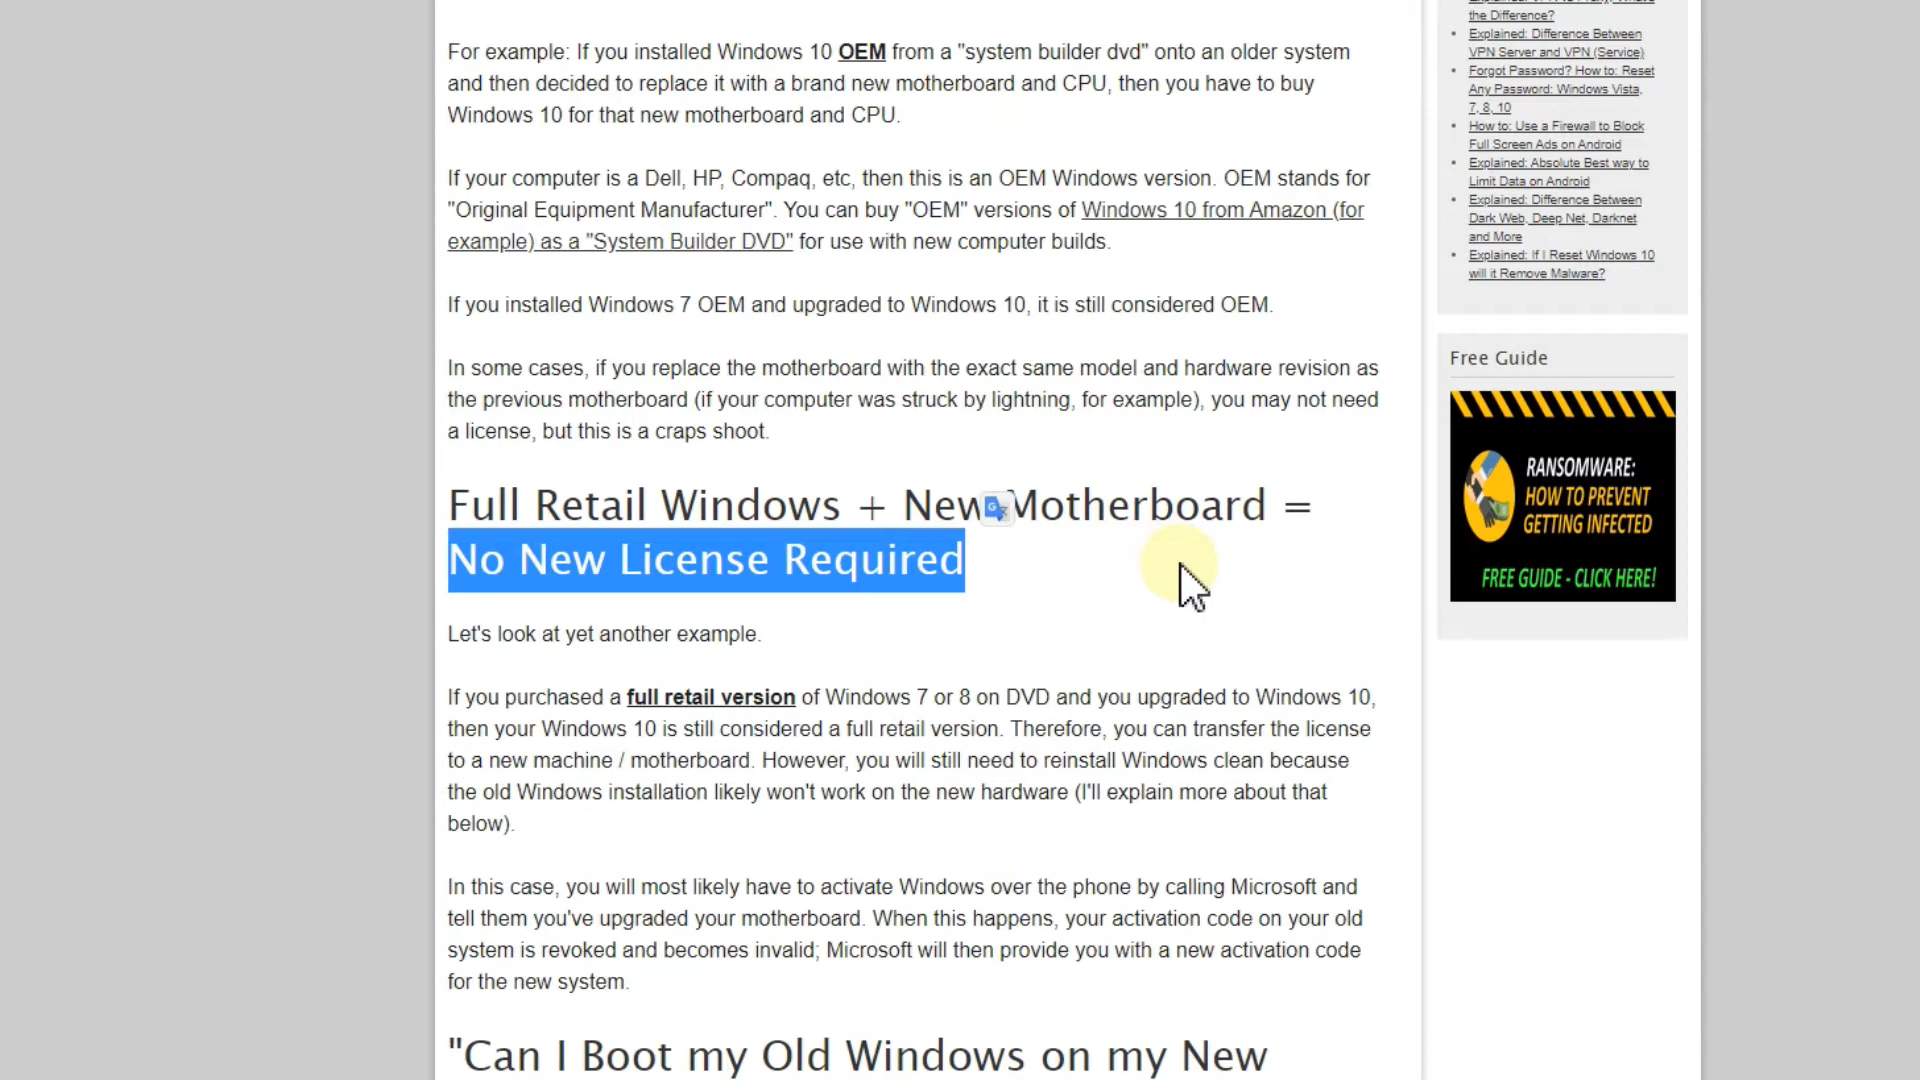 For example: If you installed Windows 10 OEM from a "system builder dvd" onto an older system
and then decided to replace it with a brand new motherboard and CPU, then you have to buy
Windows 10 for that new motherboard and CPU.
If your computer is a Dell, HP, Compaq, etc, then this is an OEM Windows version. OEM stands for
"Original Equipment Manufacturer". You can buy "OEM" versions of Windows 10 from Amazon (for
example) as a "System Builder DVD" for use with new computer builds.
If you installed Windows 7 OEM and upgraded to Windows 10, it is still considered OEM.
In some cases, if you replace the motherboard with the exact same model and hardware revision as
the previous motherboard (if your computer was struck by lightning, for example), you may not need
a license, but this is a craps shoot.
Full Retail Windows + New Motherboard =
No New License Required
Let's look at yet another example.
If you purchased a full retail version of Windows 7 or 8 on DVD and you upgraded to Windows 10,
then your Windows 10 is still considered a full retail version. Therefore, you can transfer the license
to a new machine / motherboard. However, you will still need to reinstall Windows clean because
the old Windows installation likely won't work on the new hardware (I'll explain more about that
below).
In this case, you will most likely have to activate Windows over the phone by calling Microsoft and
tell them you've upgraded your motherboard. When this happens, your activation code on your old
system is revoked and becomes invalid; Microsoft will then provide you with a new activation code
for the new system.
"Can I Boot my Old Windows on my New
the Difference?
Explained: Difference Between
VPN Server and VPN (Service)
Forgot Password? How to: Reset
Any Password: Windows Vista,
7, 8, 10
How to: Use a Firewall to Block
Full Screen Ads on Android
Explained: Absolute Best way to
Limit Data on Android
Explained: Difference Between
Dark Web, Deep Net, Darknet
and More
Explained: If I Reset Windows 10
will it Remove Malware?
Free Guide
RANSOMWARE:
HOW TO PREVENT
GETTING INFECTED
FREE GUIDE - CLICK HERE!